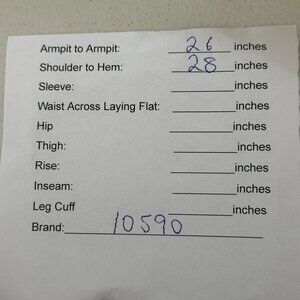 Armpit to Armpit: 26 inches
Shoulder to Hem: 28 inches
Sleeve: inches
Waist Across Laying Flat: inches
Hip inches
Thigh: inches
Rise: inches
Inseam: inches
Leg Cuff inches
Brand: 10590